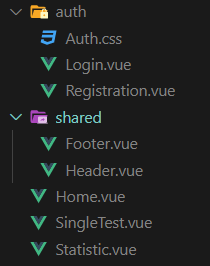 auth
Auth.css
Login.vue
Registration.vue
shared
Footer.vue
Header.vue
Home.vue
SingleTest.vue
Statistic.vue